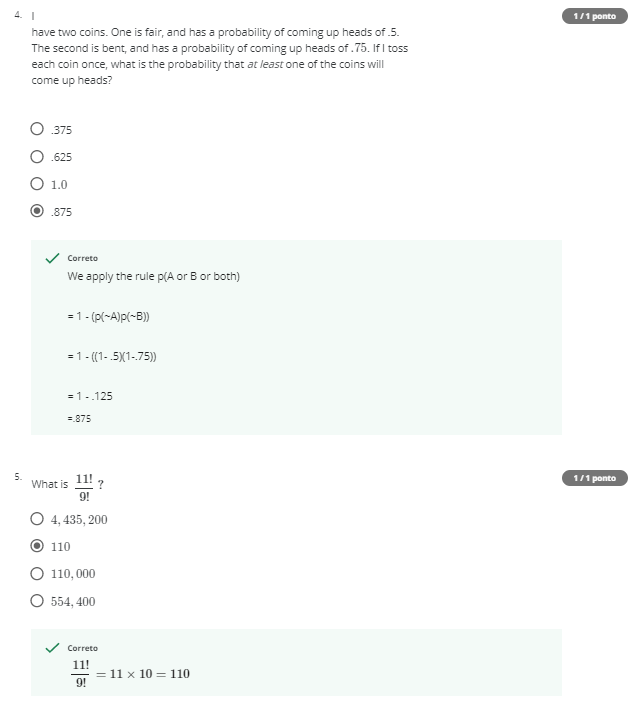 4. I
1 / 1 ponto
have two coins. One is fair, and has a probability of coming up heads of .5.
The second is bent, and has a probability of coming up heads of .75. If I toss
each coin once, what is the probability that at least one of the coins will
come up heads?
.375
.625
1.0
.875
Correto
We apply the rule p(A or B or both)
= 1 - (p(~A)p(~B))
= 1 - ((1- .5)(1-.75))
= 1 - .125
=.875
5. What is 11!/9! ?
1 / 1 ponto
4, 435, 200
110
110, 000
554, 400
Correto
11!/9! = 11 × 10 = 110